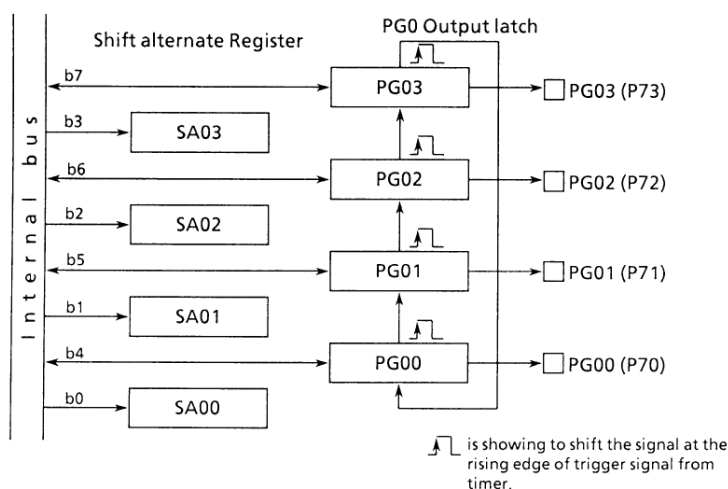 PG0 Output latch
Shift alternate Register
Internal bus
b7
PG03
PG03 (P73)
b3
SA03
b6
PG02
PG02 (P72)
b2
SA02
b5
PG01
PG01 (P71)
b1
SA01
b4
PG00
PG00 (P70)
b0
SA00
is showing to shift the signal at the
rising edge of trigger signal from
timer.